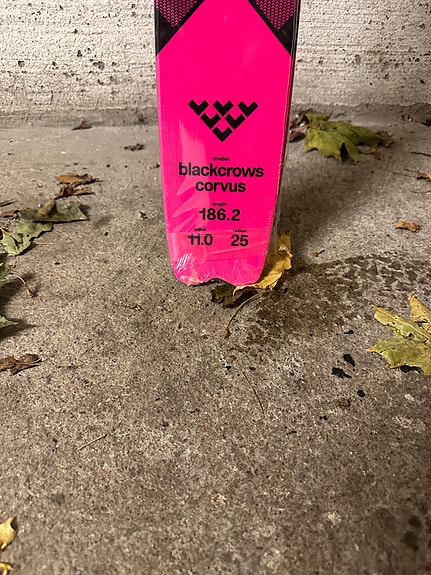 model
blackcrows
corvus
length
186.2
waist radius
11.0 25